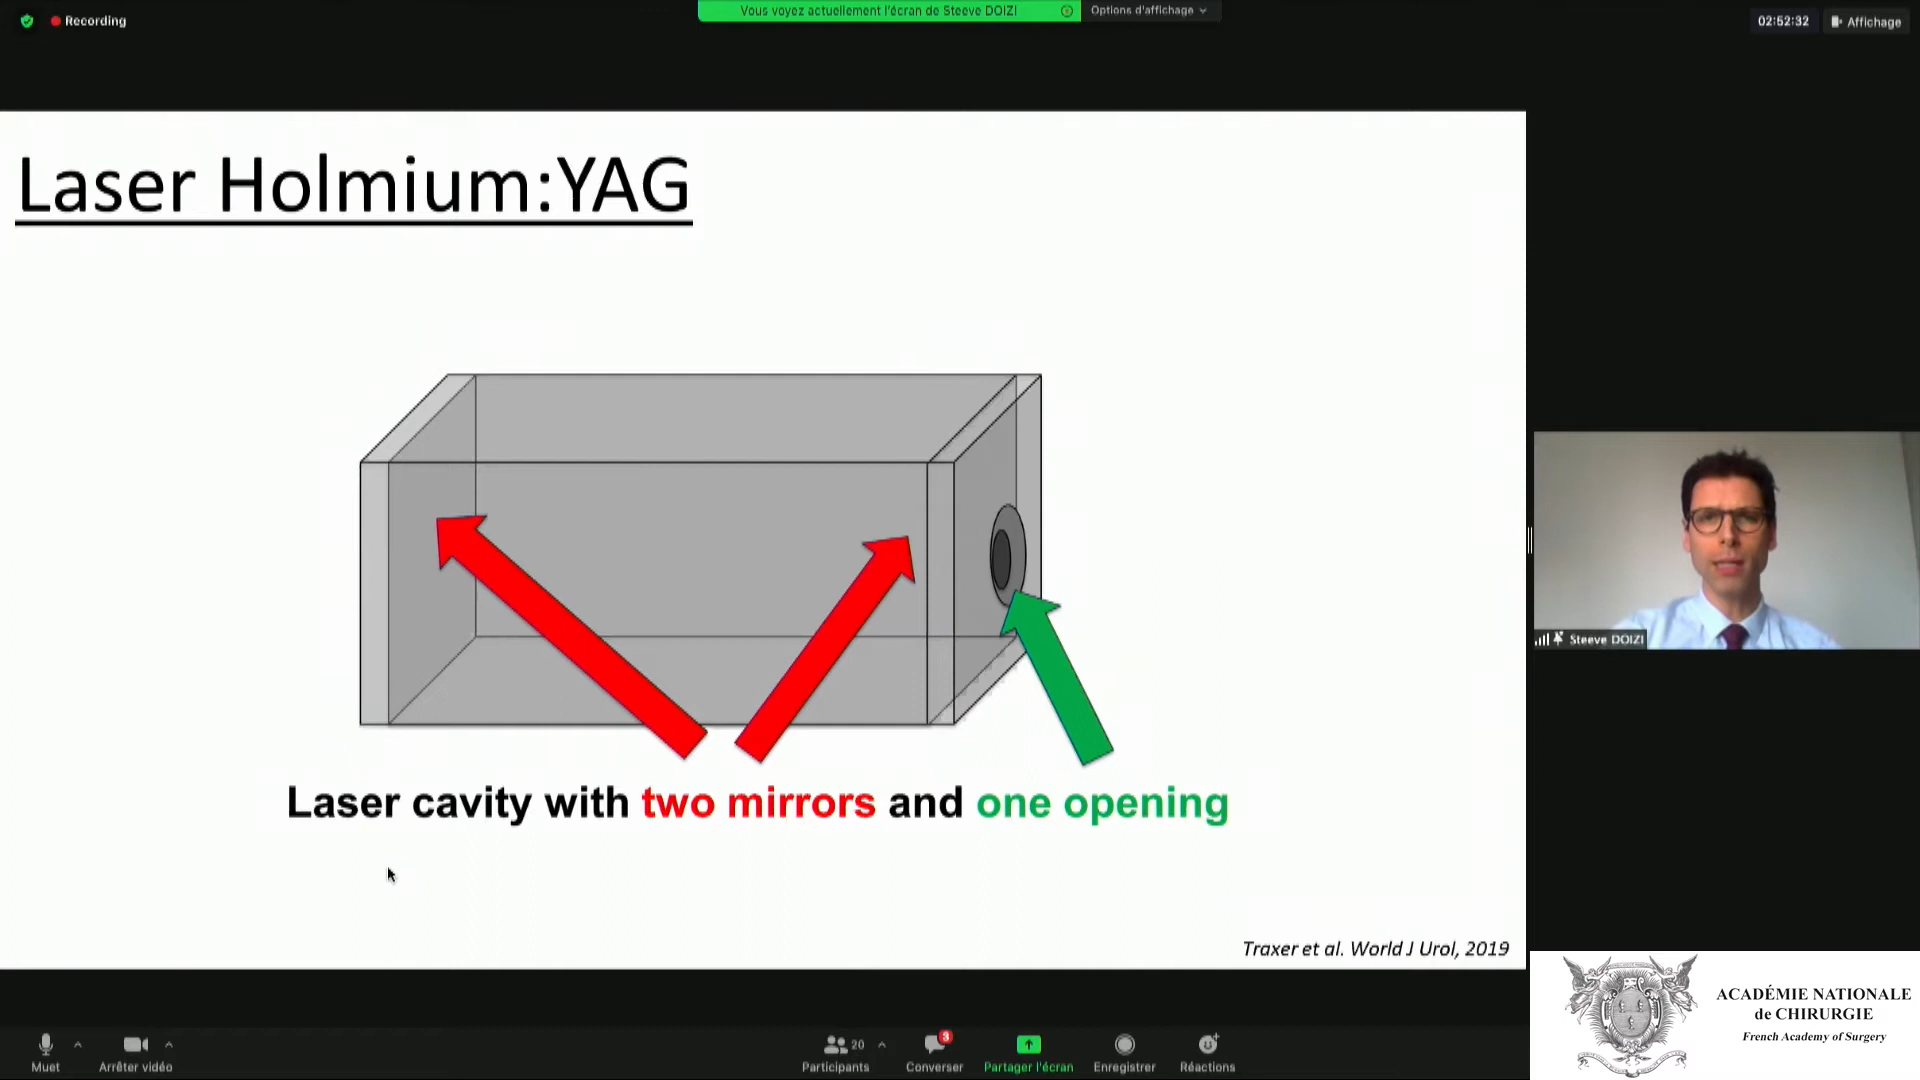 Recording
Vous voyez actuellement l'écran de Steeve DOIZI
Options d'affichage
02:52:32
Affichage
Laser Holmium:YAG
Laser cavity with two mirrors and one opening
Traxer et al. World J Urol, 2019
Steeve DOIZI
ACADÉMIE NATIONALE
de CHIRURGIE
French Academy of Surgery
Muet
Arrêter vidéo
20
Participants
3
Converser
Partager l'écran
Enregistrer
Réactions